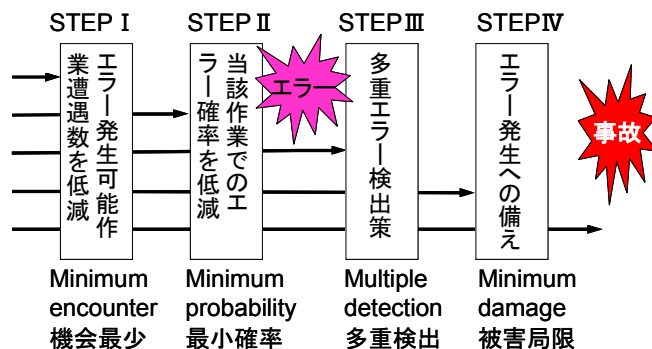 STEP Ⅰ
STEP Ⅱ
STEP Ⅲ
STEP Ⅳ
エラー発生可能作
業遭遇数を低減
当該作業でのエ
ラー確率を低減
エラー
多重エラー検出策
エラー発生への備え
事故
Minimum
encounter
機会最少
Minimum
probability
最小確率
Multiple
detection
多重検出
Minimum
damage
被害局限